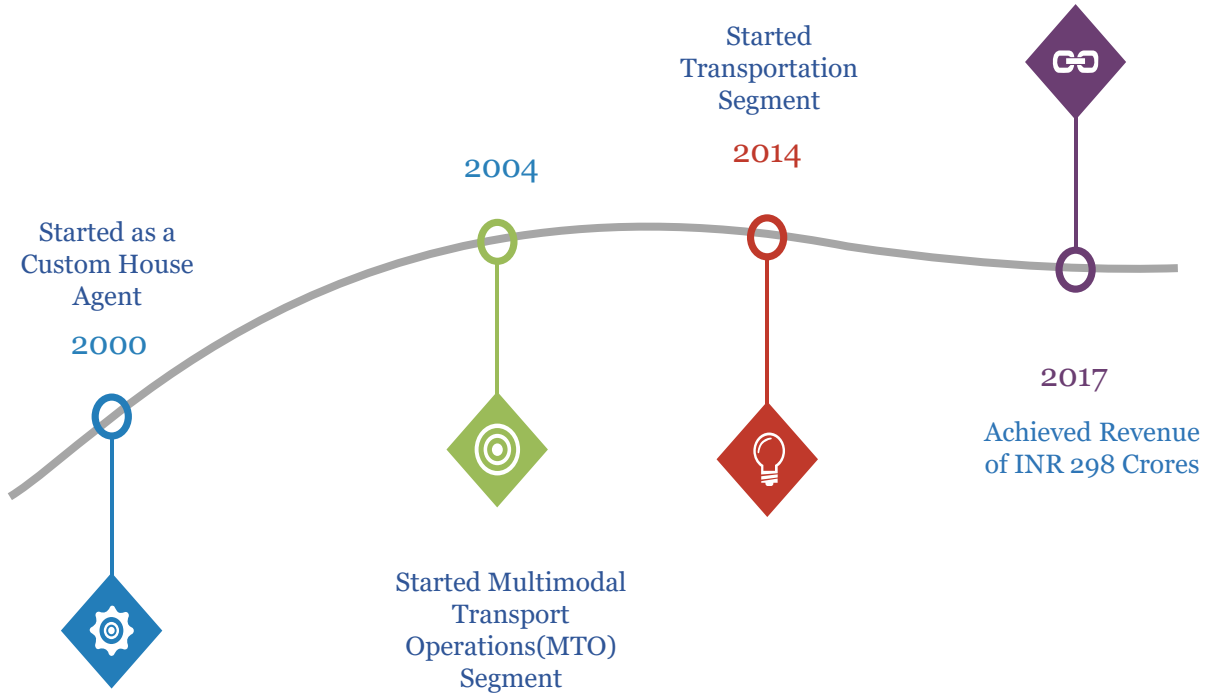 Started as a
Custom House
Agent
2000
2004
Started Multimodal
Transport
Operations(MTO)
Segment
Started
Transportation
Segment
2014
2017
Achieved Revenue
of INR 298 Crores